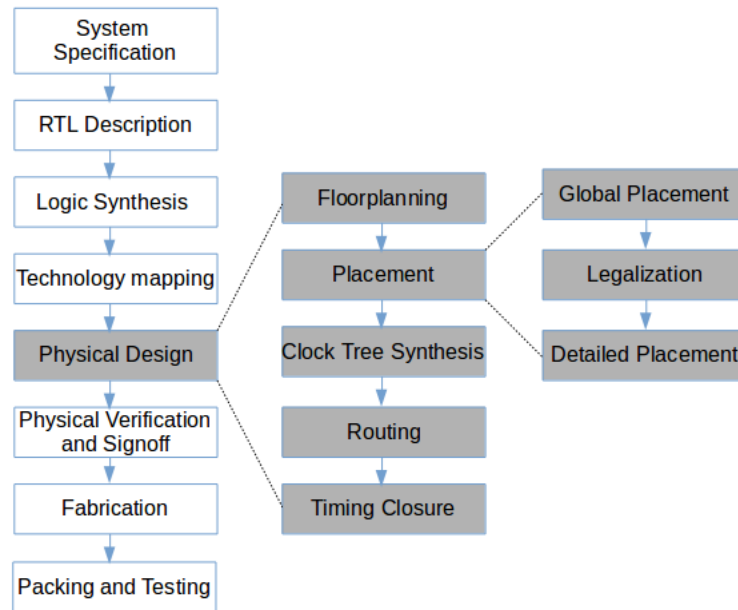 System
Specification
RTL Description
Logic Synthesis
Technology mapping
Physical Design
Physical Verification
and Signoff
Fabrication
Packing and Testing
Floorplanning
Placement
Clock Tree Synthesis
Routing
Timing Closure
Global Placement
Legalization
Detailed Placement